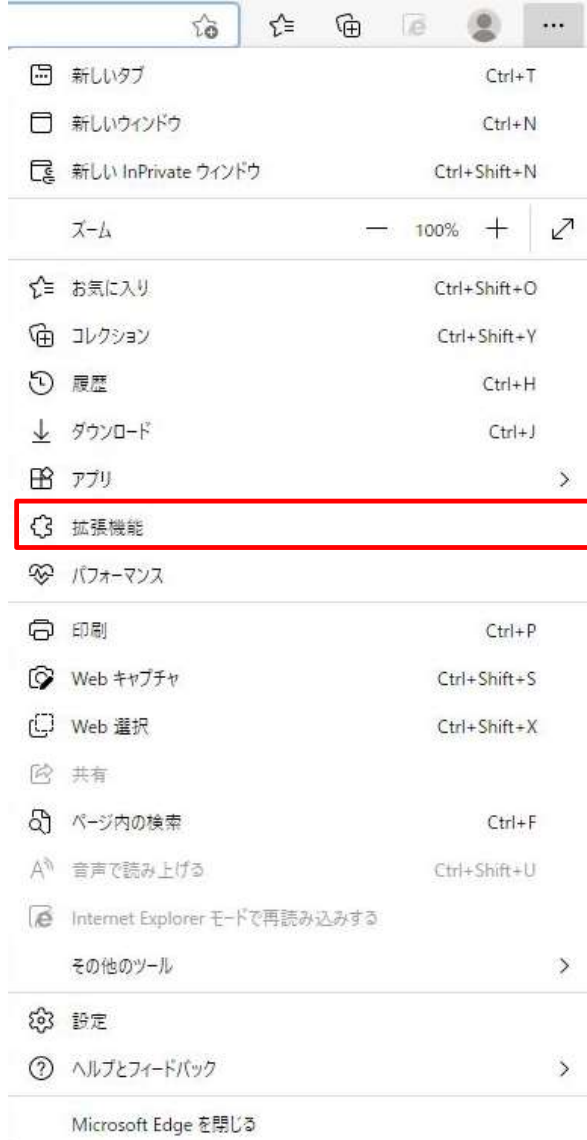 新しいタブ Ctrl+T
新しいウィンドウ Ctrl+N
新しい InPrivate ウィンドウ Ctrl+Shift+N
ズーム — 100% +
お気に入り Ctrl+Shift+O
コレクション Ctrl+Shift+Y
履歴 Ctrl+H
ダウンロード Ctrl+J
アプリ
拡張機能
パフォーマンス
印刷 Ctrl+P
Web キャプチャ Ctrl+Shift+S
Web 選択 Ctrl+Shift+X
共有
ページ内の検索 Ctrl+F
音声で読み上げる Ctrl+Shift+U
Internet Explorer モードで再読み込みする
その他のツール
設定
ヘルプとフィードバック
Microsoft Edge を閉じる